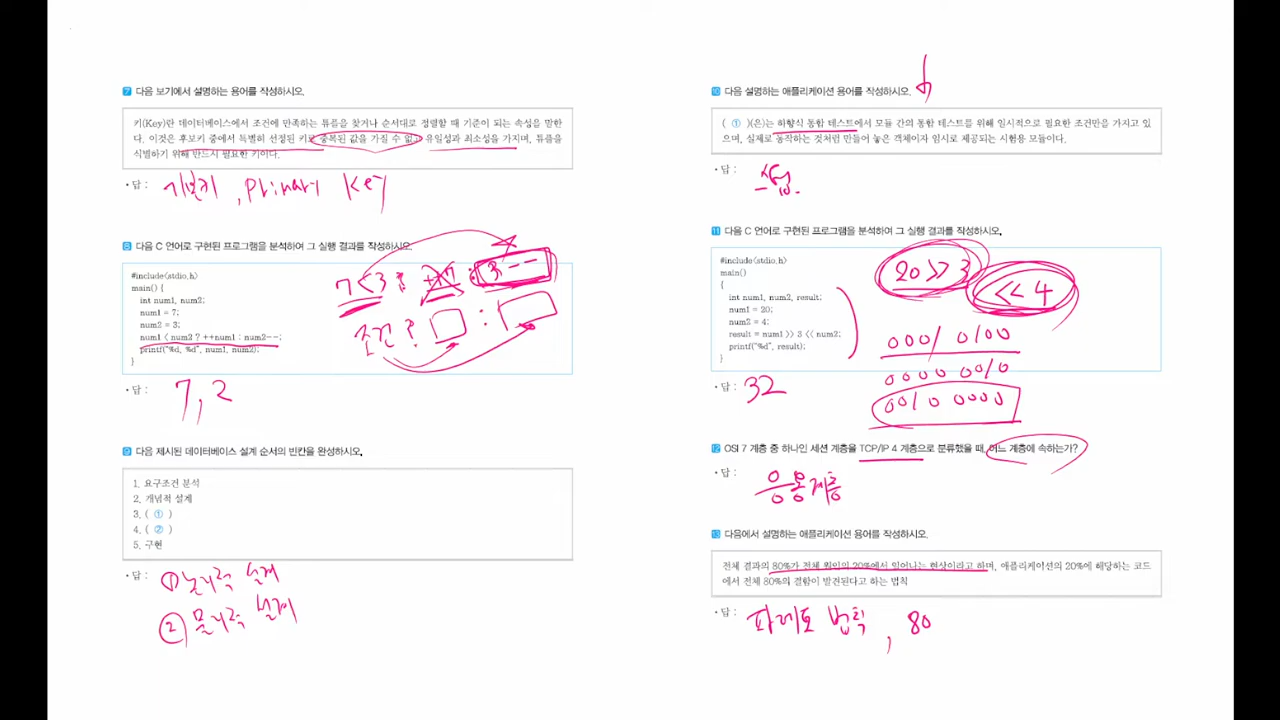 7 다음 보기에서 설명하는 용어를 작성하시오.
키(Key)란 데이터베이스에서 조건에 만족하는 튜플을 찾거나 순서대로 정렬할 때 기준이 되는 속성을 말한
다. 이것은 후보키 중에서 특별히 선정된 키로 중복된 값을 가질 수 없고 유일성과 최소성을 가지며, 튜플을
식별하기 위해 반드시 필요한 키이다.
• 답 : 기본키, Primary Key
8 다음 C 언어로 구현된 프로그램을 분석하여 그 실행 결과를 작성하시오.
#include<stdio.h>
main() {
int num1, num2;
num1 = 7;
num2 = 3;
num1 < num2 ? ++num1 : num2--;
printf("%d, %d", num1, num2);
}
7 < 3 : ++7 : 3--
조건 ? :
• 답 : 7, 2
9 다음 제시된 데이터베이스 설계 순서의 빈칸을 완성하시오.
1. 요구조건 분석
2. 개념적 설계
3. ( ① )
4. ( ② )
5. 구현
• 답 : ① 논리적 설계
② 물리적 설계
10 다음 설명하는 애플리케이션 용어를 작성하시오.
( ① )(은)는 하향식 통합 테스트에서 모듈 간의 통합 테스트를 위해 일시적으로 필요한 조건만을 가지고 있
으며, 실제로 동작하는 것처럼 만들어 놓은 객체이자 임시로 제공되는 시험용 모듈이다.
• 답 : 스텁
11 다음 C 언어로 구현된 프로그램을 분석하여 그 실행 결과를 작성하시오.
#include<stdio.h>
main()
{
int num1, num2, result;
num1 = 20;
num2 = 4;
result = num1 >> 3 << num2;
printf("%d", result);
}
20 >> 3
<< 4
0001 0100
0000 0010
0010 0000
• 답 : 32
12 OSI 7 계층 중 하나인 세션 계층을 TCP/IP 4 계층으로 분류했을 때, 어느 계층에 속하는가?
• 답 : 응용계층
13 다음에서 설명하는 애플리케이션 용어를 작성하시오.
전체 결과의 80%가 전체 원인의 20%에서 일어나는 현상이라고 하며, 애플리케이션의 20%에 해당하는 코드
에서 전체 80%의 결함이 발견된다고 하는 법칙
• 답 : 파레토 법칙, 80